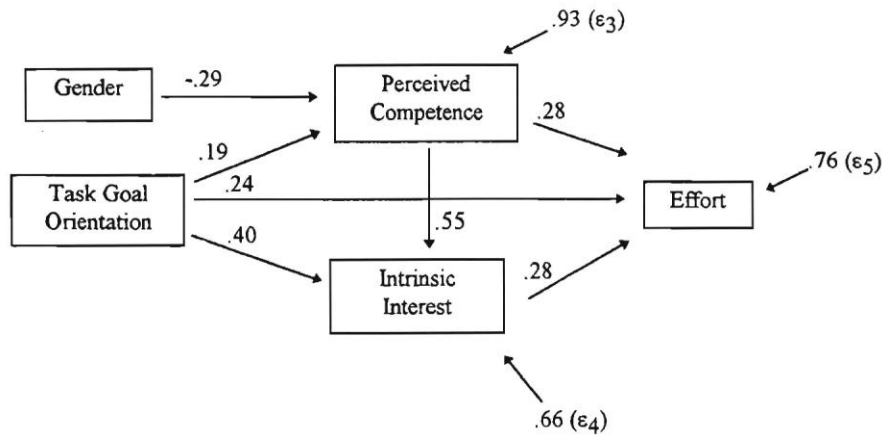 .93 (ε3)
Gender
-.29
Perceived
Competence
.28
.19
Task Goal
Orientation
.24
.76 (ε5)
Effort
.40
.55
Intrinsic
Interest
.28
.66 (ε4)